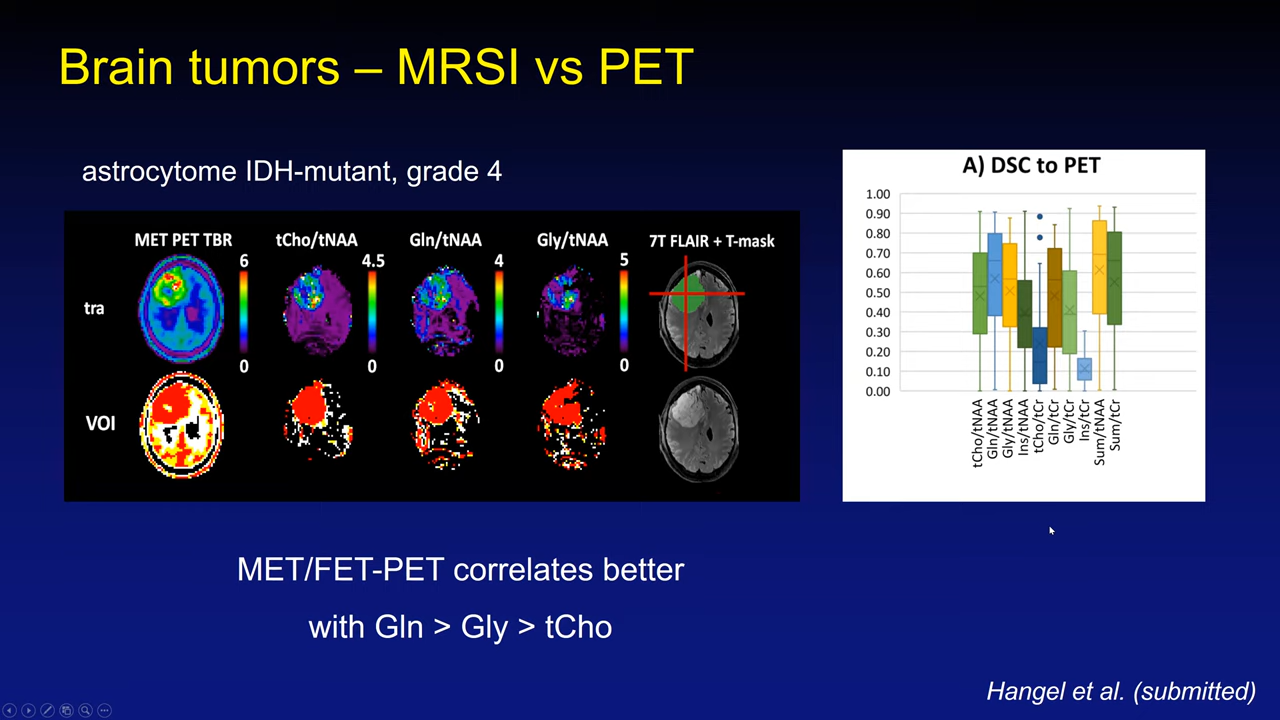 Brain tumors – MRSI vs PET
astrocytome IDH-mutant, grade 4
MET PET TBR tCho/tNAA Gln/tNAA Gly/tNAA 7T FLAIR + T-mask
6 4.5 4 5
tra
0 0 0 0
VOI
A) DSC to PET
1.00
0.90
0.80
0.70
0.60
0.50
0.40
0.30
0.20
0.10
0.00
tCho/tNAA
Gln/tNAA
Gly/tNAA
Ins/tNAA
tCho/tCr
Gln/tCr
Gly/tCr
Ins/tCr
Sum/tNAA
Sum/tCr
MET/FET-PET correlates better
with Gln > Gly > tCho
Hangel et al. (submitted)